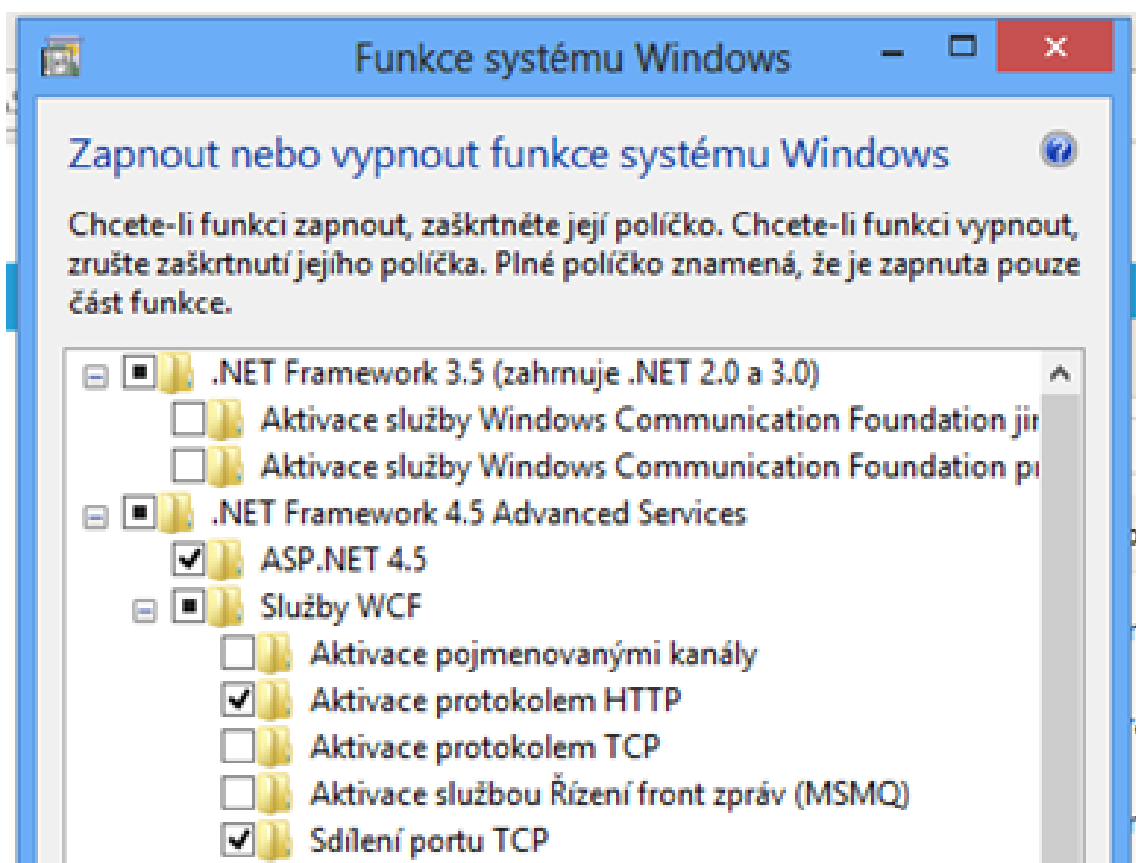 Funkce systému Windows
Zapnout nebo vypnout funkce systému Windows
Chcete-li funkci zapnout, zaškrtněte její políčko. Chcete-li funkci vypnout,
zrušte zaškrtnutí jejího políčka. Plné políčko znamená, že je zapnuta pouze
část funkce.
.NET Framework 3.5 (zahrnuje .NET 2.0 a 3.0)
Aktivace služby Windows Communication Foundation
Aktivace služby Windows Communication Foundation
.NET Framework 4.5 Advanced Services
ASP.NET 4.5
Služby WCF
Aktivace pojmenovanými kanály
Aktivace protokolem HTTP
Aktivace protokolem TCP
Aktivace službou Řízení front zpráv (MSMQ)
Sdílení portu TCP